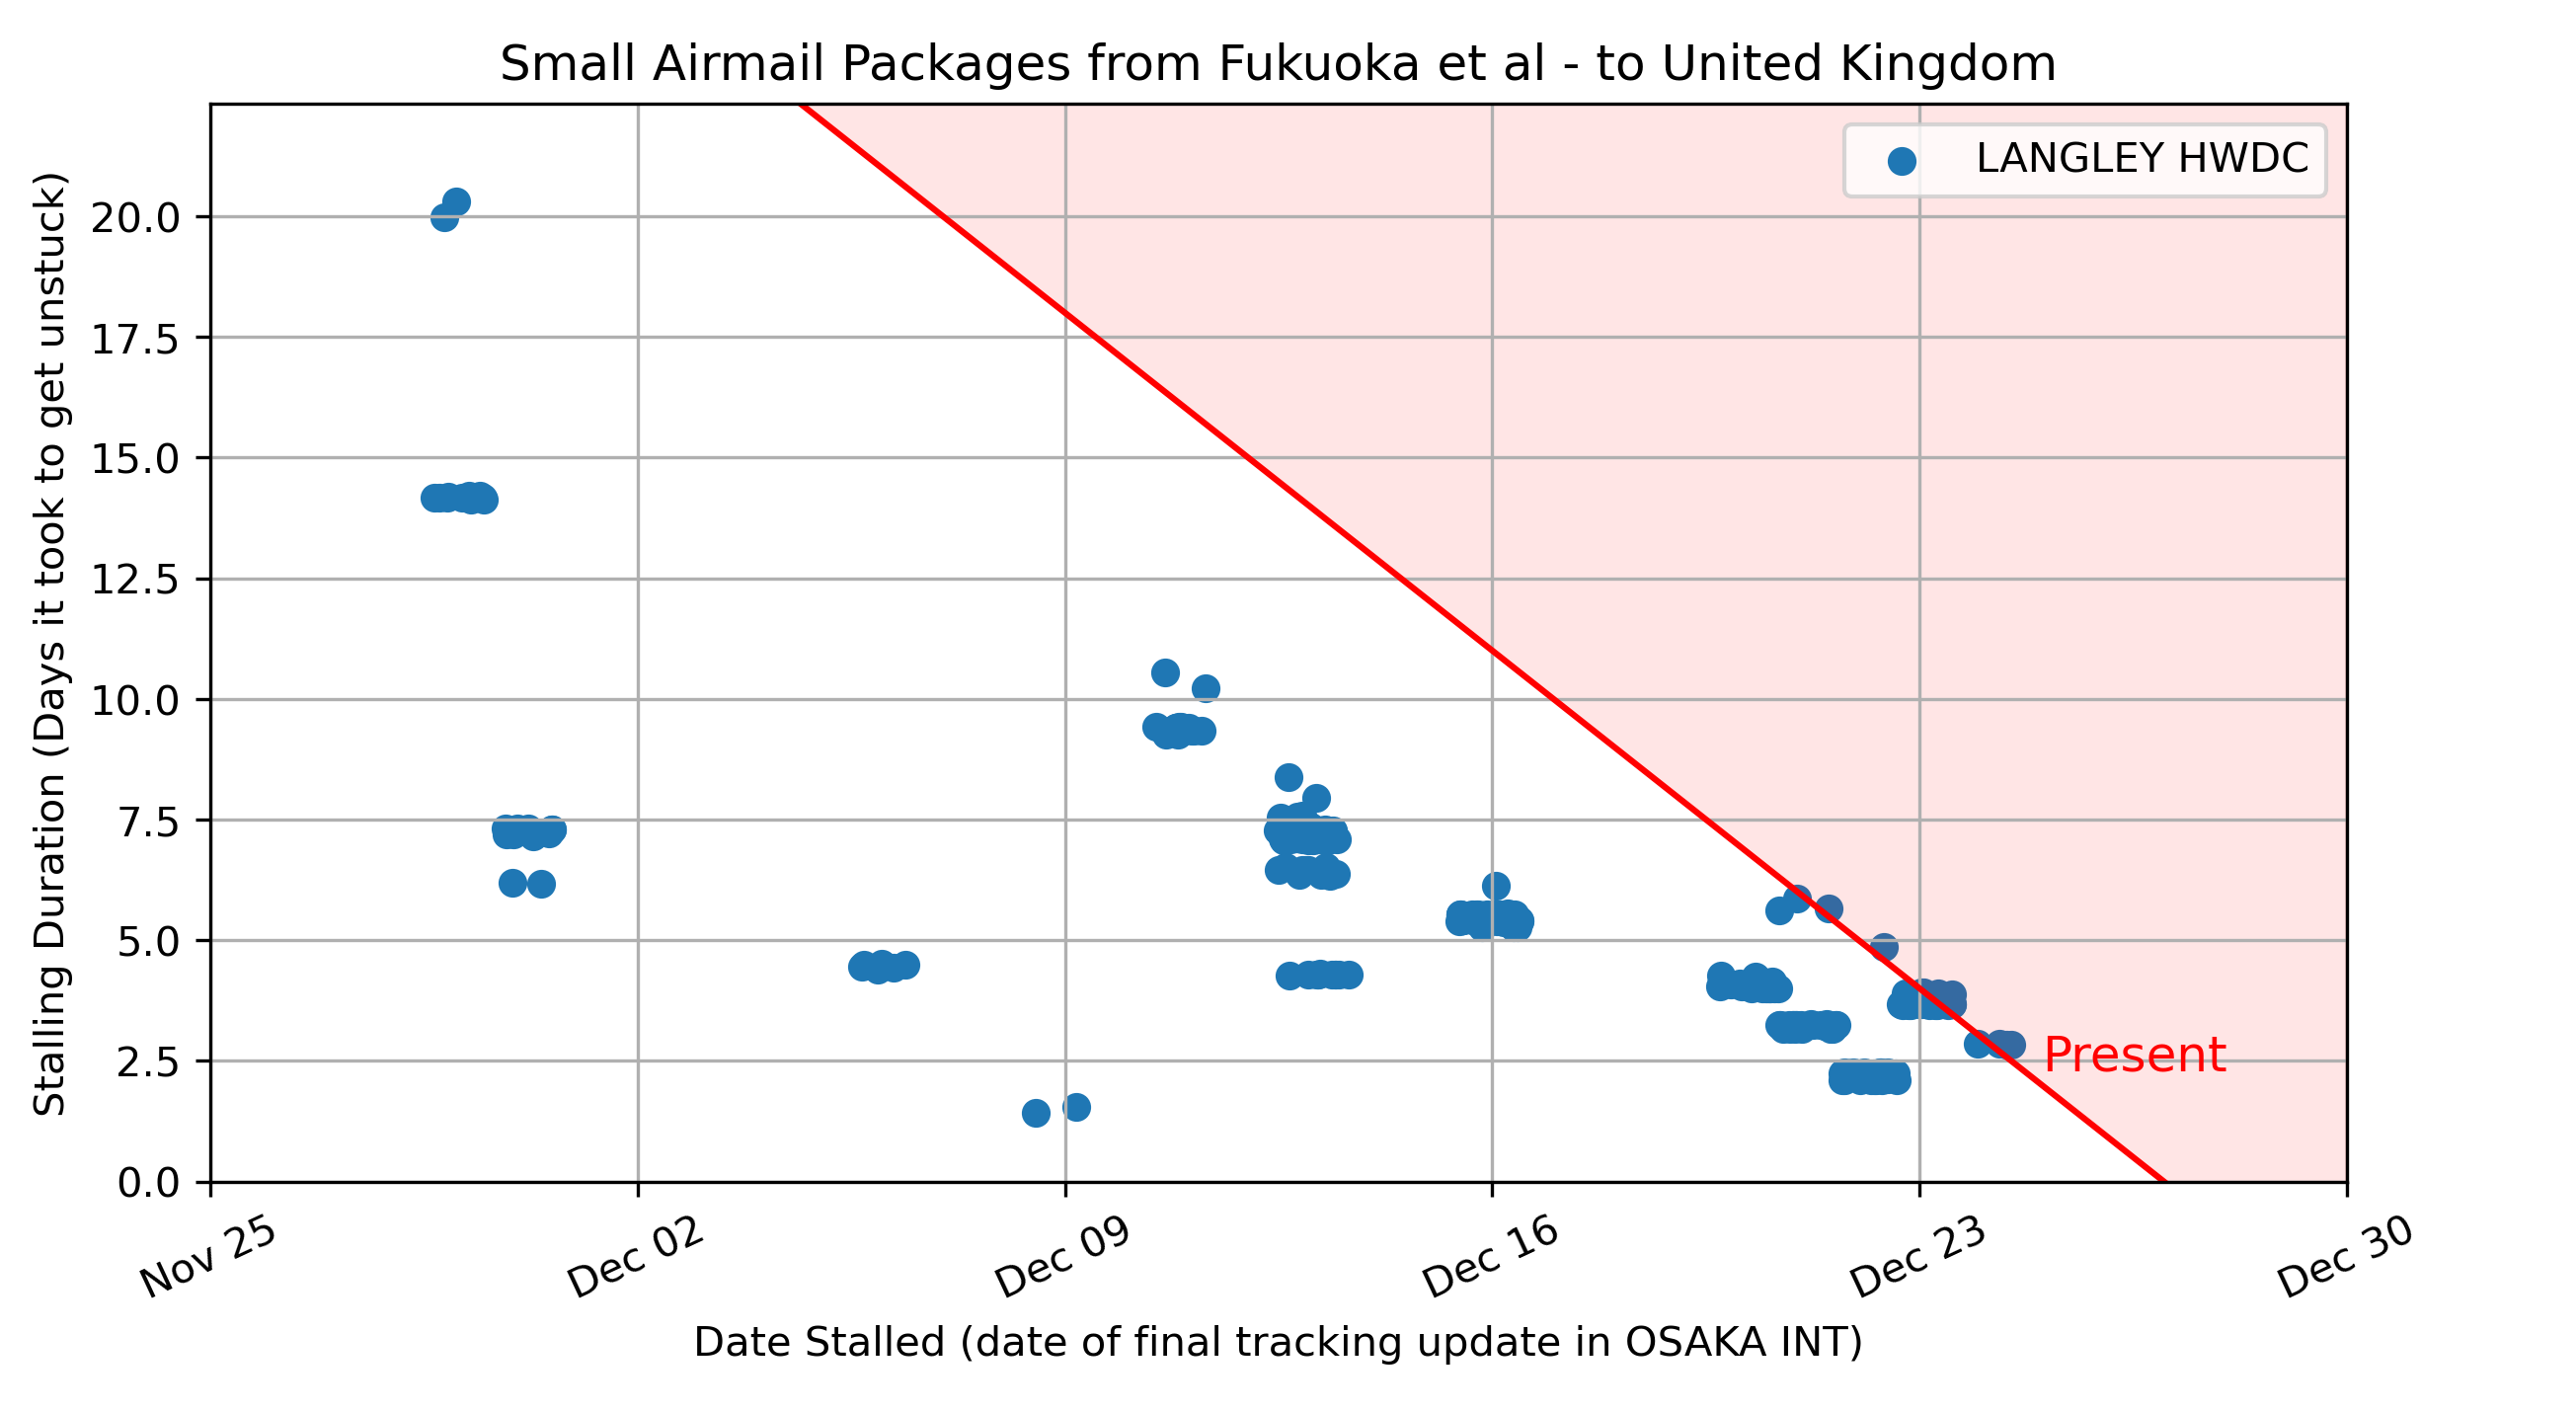 Small Airmail Packages from Fukuoka et al - to United Kingdom
LANGLEY HWDC
Stalling Duration (Days it took to get unstuck)
20.0
17.5
15.0
12.5
10.0
7.5
5.0
2.5
0.0
Present
Nov 25
Dec 02
Dec 09
Dec 16
Dec 23
Dec 30
Date Stalled (date of final tracking update in OSAKA INT)